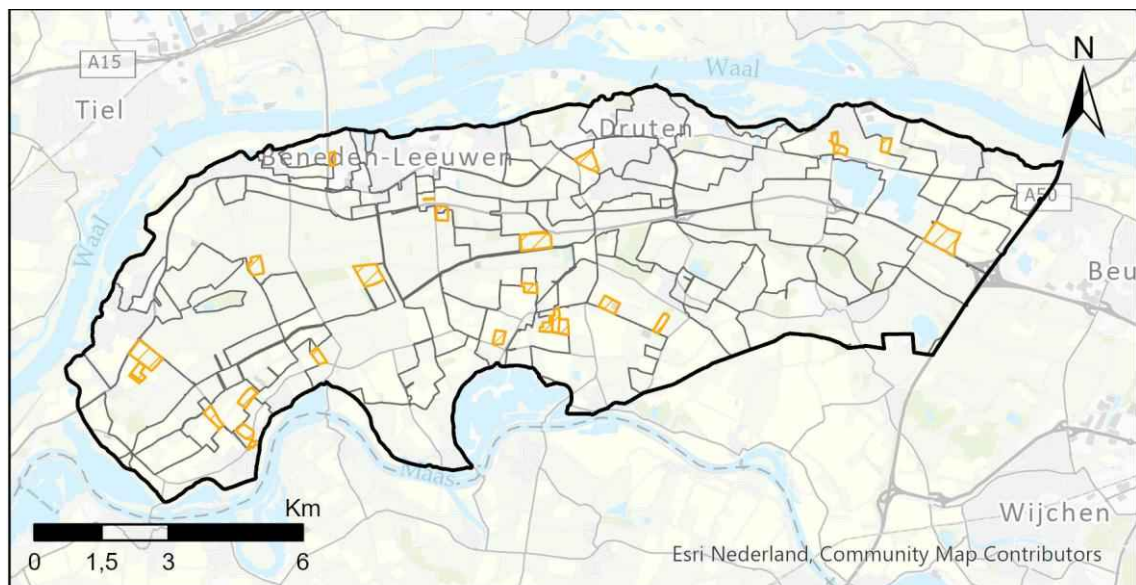 A15
Waal
N
Tiel
Druten
Beneden-Leeuwen
A50
Waal
Beu
Maas
Km
Wijchen
0 1,5 3 6
Esri Nederland, Community Map Contributors